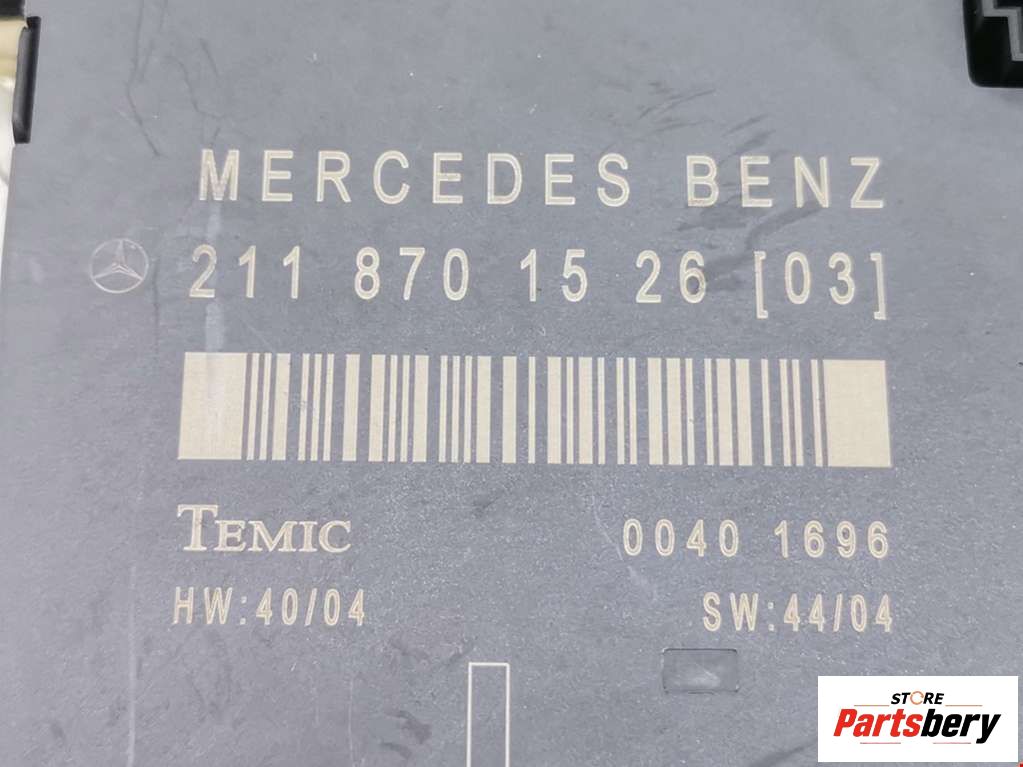 MERCEDES BENZ
211 870 15 26 [03]
TEMIC
0040 1696
HW:40/04
SW:44/04
STORE
Partsbery